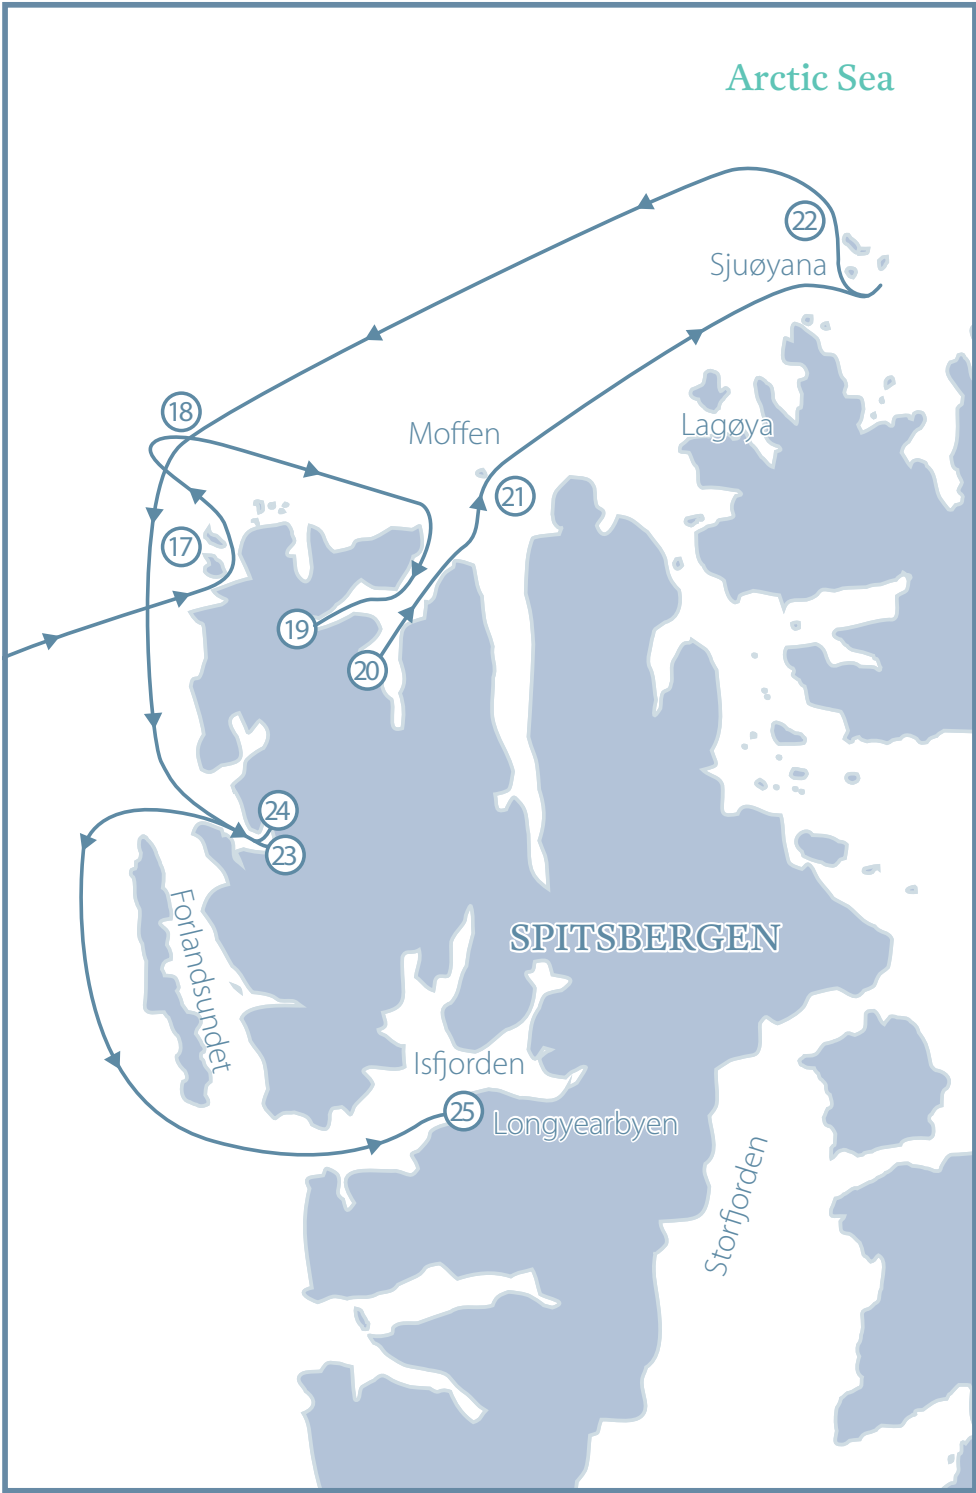 Arctic Sea
22
Sjuøyana
18
Lagøya
Moffen
21
17
19
20
24
23
Forlandsundet
SPITSBERGEN
Isfjorden
25
Longyearbyen
Storfjorden